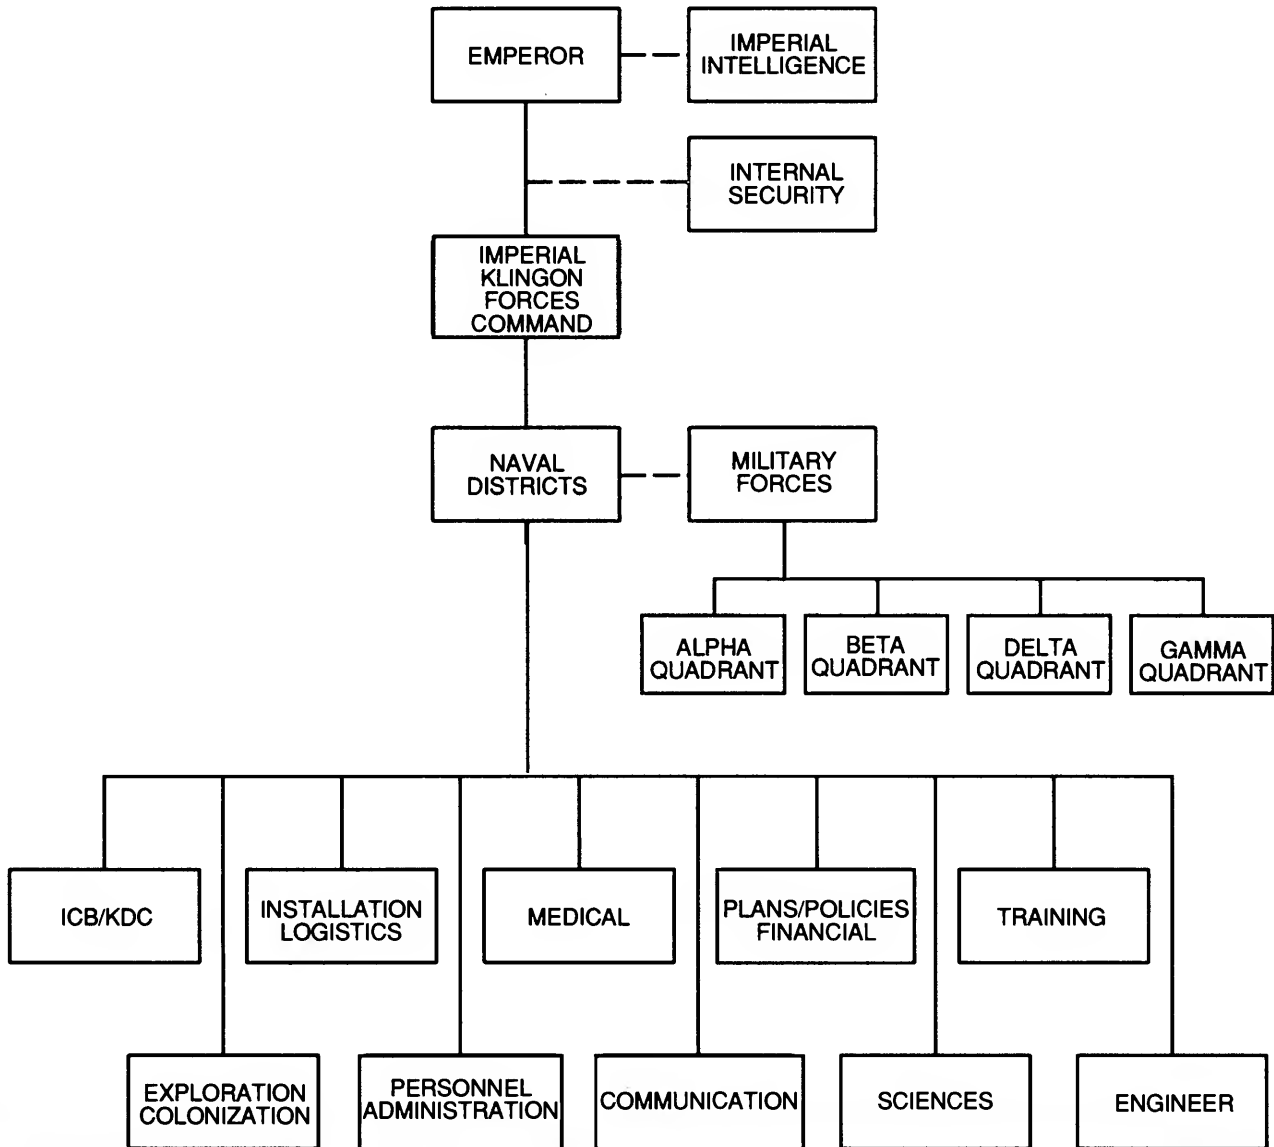 EMPEROR
IMPERIAL
INTELLIGENCE
INTERNAL
SECURITY
IMPERIAL
KLINGON
FORCES
COMMAND
NAVAL
DISTRICTS
MILITARY
FORCES
ALPHA
QUADRANT
BETA
QUADRANT
DELTA
QUADRANT
GAMMA
QUADRANT
ICB/KDC
INSTALLATION
LOGISTICS
MEDICAL
PLANS/POLICIES
FINANCIAL
TRAINING
EXPLORATION
COLONIZATION
PERSONNEL
ADMINISTRATION
COMMUNICATION
SCIENCES
ENGINEER